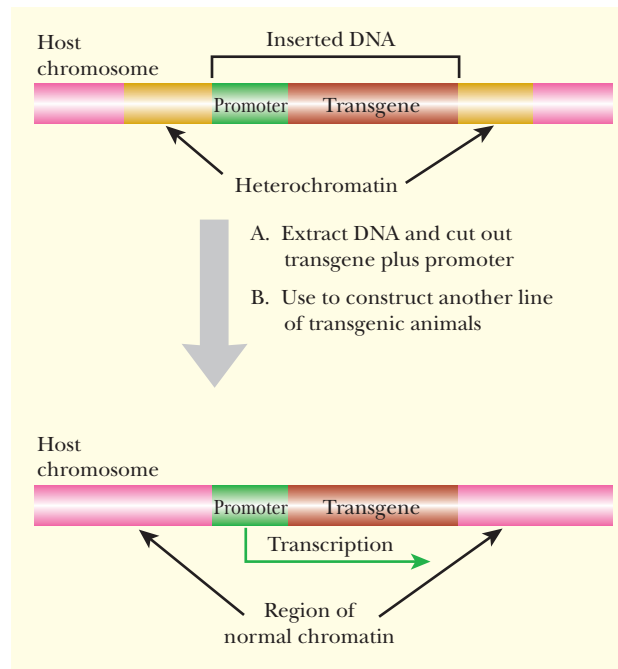 Inserted DNA
Host
chromosome
Promoter Transgene
Heterochromatin
A. Extract DNA and cut out
transgene plus promoter
B. Use to construct another line
of transgenic animals
Host
chromosome
Promoter Transgene
Transcription
Region of
normal chromatin